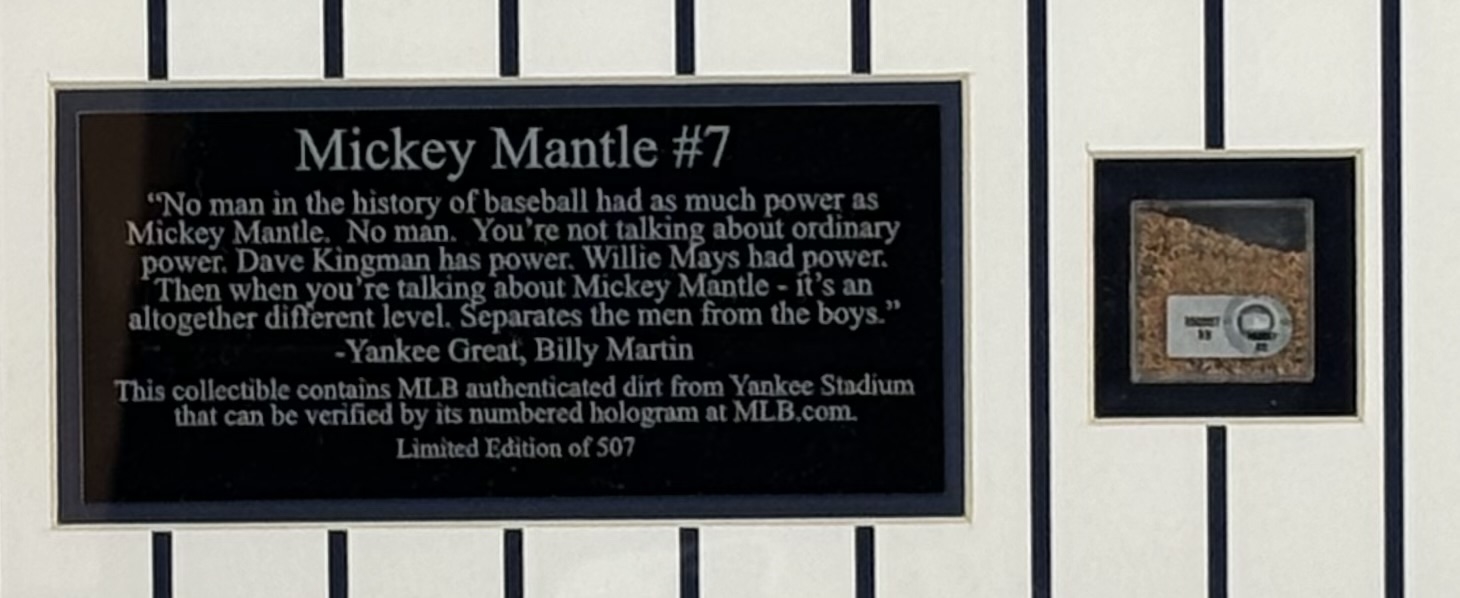 Mickey Mantle #7
“No man in the history of baseball had as much power as
Mickey Mantle.  No man.  You’re not talking about ordinary
power. Dave Kingman has power. Willie Mays had power.
Then when you’re talking about Mickey Mantle - it’s an
altogether different level. Separates the men from the boys.”
-Yankee Great, Billy Martin
This collectible contains MLB authenticated dirt from Yankee Stadium
that can be verified by its numbered hologram at MLB.com.
Limited Edition of 507